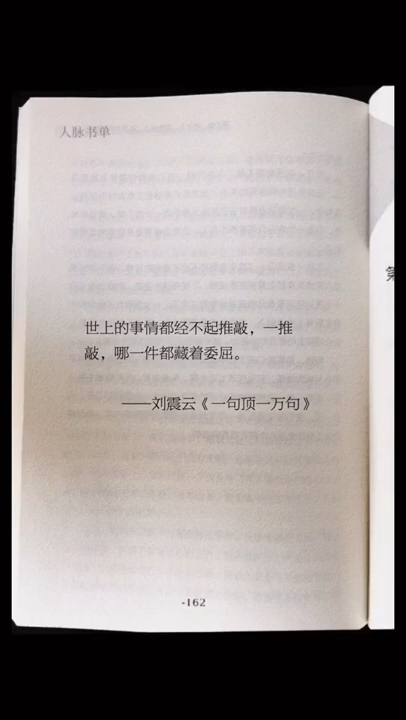 人脉书单
世上的事情都经不起推敲，一推
敲，哪一件都藏着委屈。
——刘震云《一句顶一万句》
第
-162